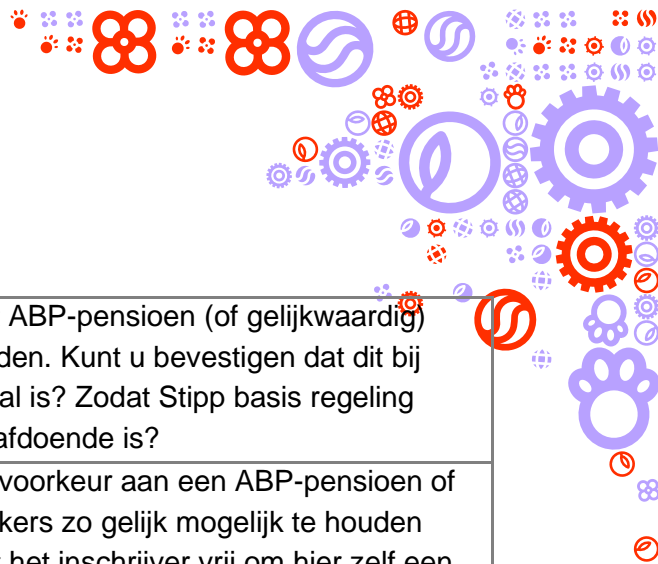 ABP-pensioen (of gelijkwaardig)
den. Kunt u bevestigen dat dit bij
al is? Zodat Stipp basis regeling
afdoende is?
voorkeur aan een ABP-pensioen of
kers zo gelijk mogelijk te houden
het inschrijver vrij om hier zelf een